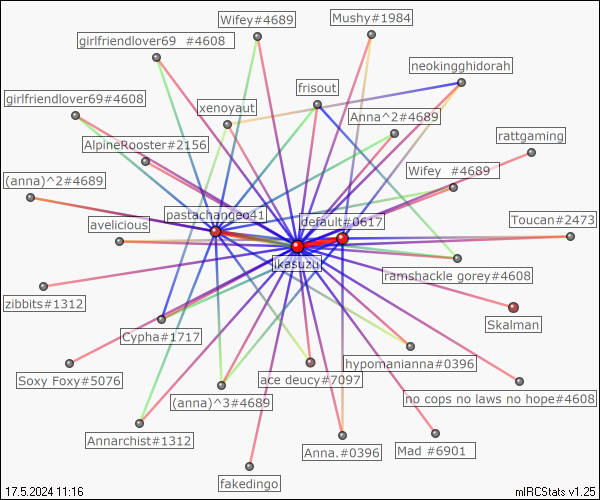 Wifey#4689
Mushy#1984
girlfriendlover69   #4608
neokingghidorah
frisout
girlfriendlover69#4608
xenoyaut
Anna^2#4689
AlpineRooster#2156
rattgaming
(anna)^2#4689
Wifey   #4689
pastachangeo41
default#0617
Toucan#2473
avelicious
ikasuzu
ramshackle gorey#4608
zibbits#1312
Skalman
Cypha#1717
hypomanianna#0396
Soxy Foxy#5076
ace deucy#7097
no cops no laws no hope#4608
(anna)^3#4689
Annarchist#1312
Anna.#0396
Mad #6901
fakedingo
17.5.2024 11:16
mIRCStats v1.25